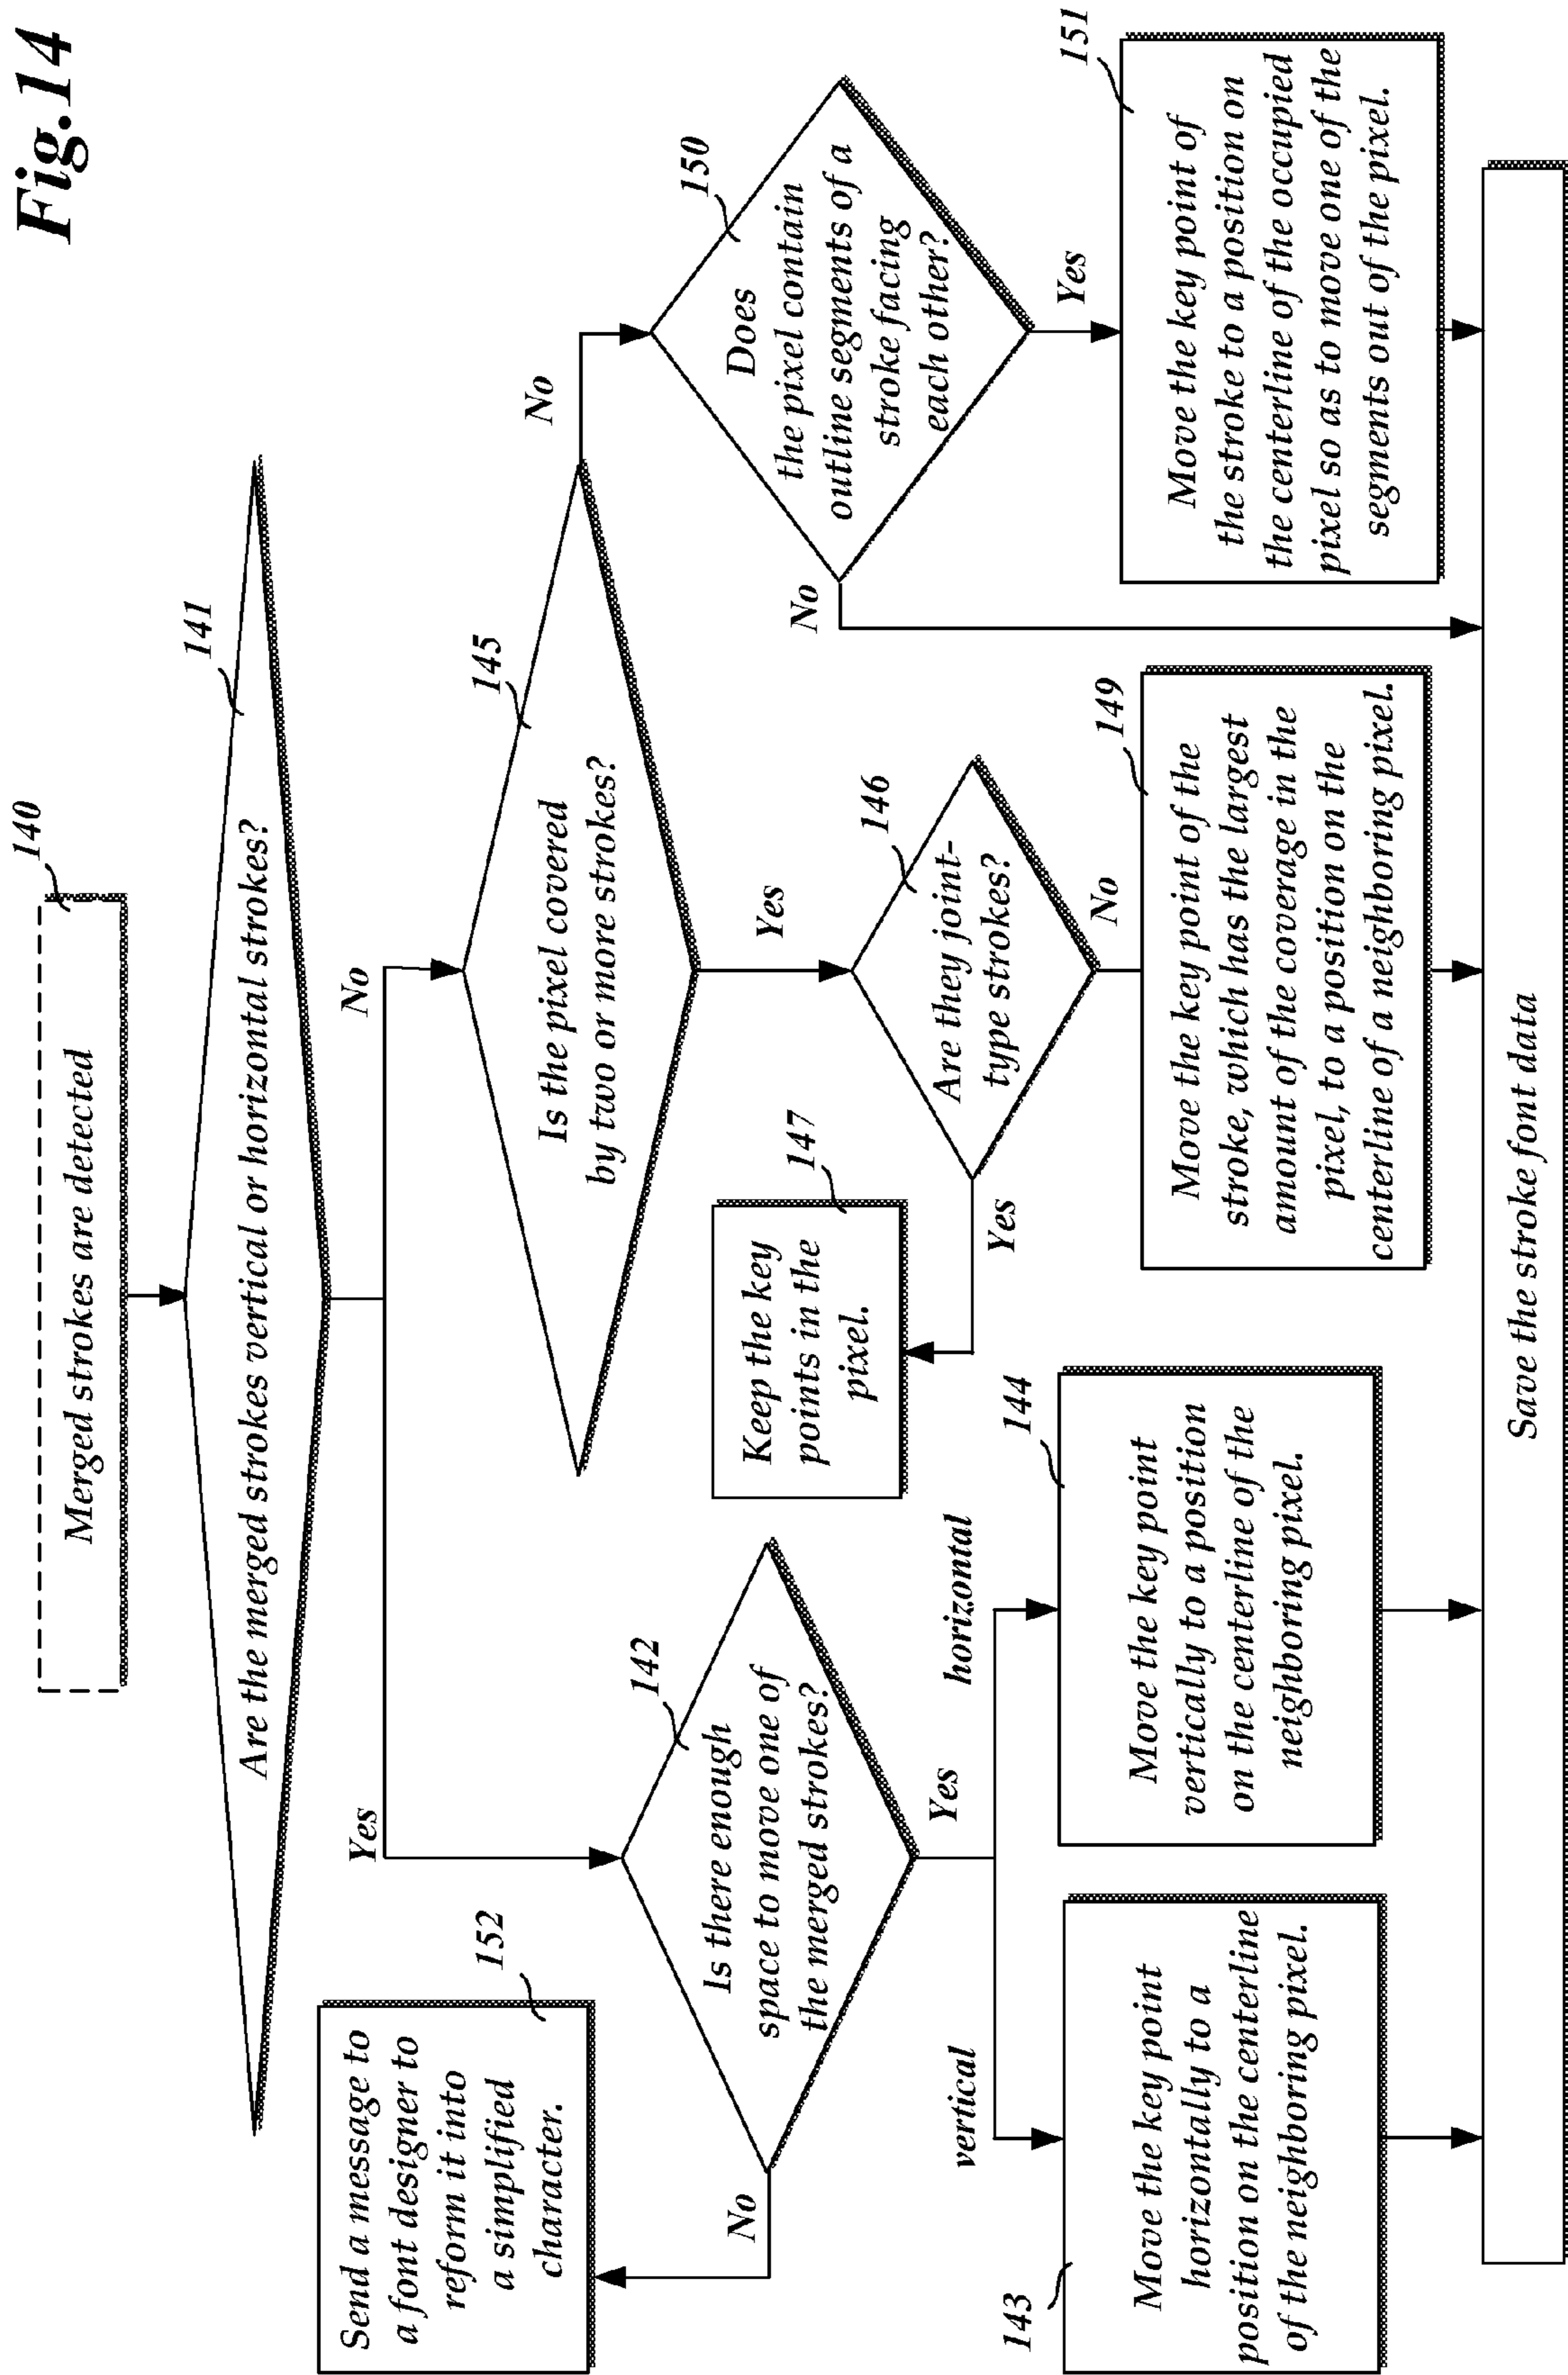 Fig.14
140
Merged strokes are detected
141
Are the merged strokes vertical or horizontal strokes?
Yes
No
152
Send a message to
a font designer to
reform it into
a simplified
character.
142
Is there enough
space to move one of
the merged strokes?
No
Yes
vertical
horizontal
143
Move the key point
horizontally to a
position on the centerline
of the neighboring pixel.
144
Move the key point
vertically to a position
on the centerline of the
neighboring pixel.
145
Is the pixel covered
by two or more strokes?
No
Yes
146
Are they joint-
type strokes?
Yes
No
147
Keep the key
points in the
pixel.
149
Move the key point of the
stroke, which has the largest
amount of the coverage in the
pixel, to a position on the
centerline of a neighboring pixel.
150
Does
the pixel contain
outline segments of a
stroke facing
each other?
No
Yes
151
Move the key point of
the stroke to a position on
the centerline of the occupied
pixel so as to move one of the
segments out of the pixel.
Save the stroke font data